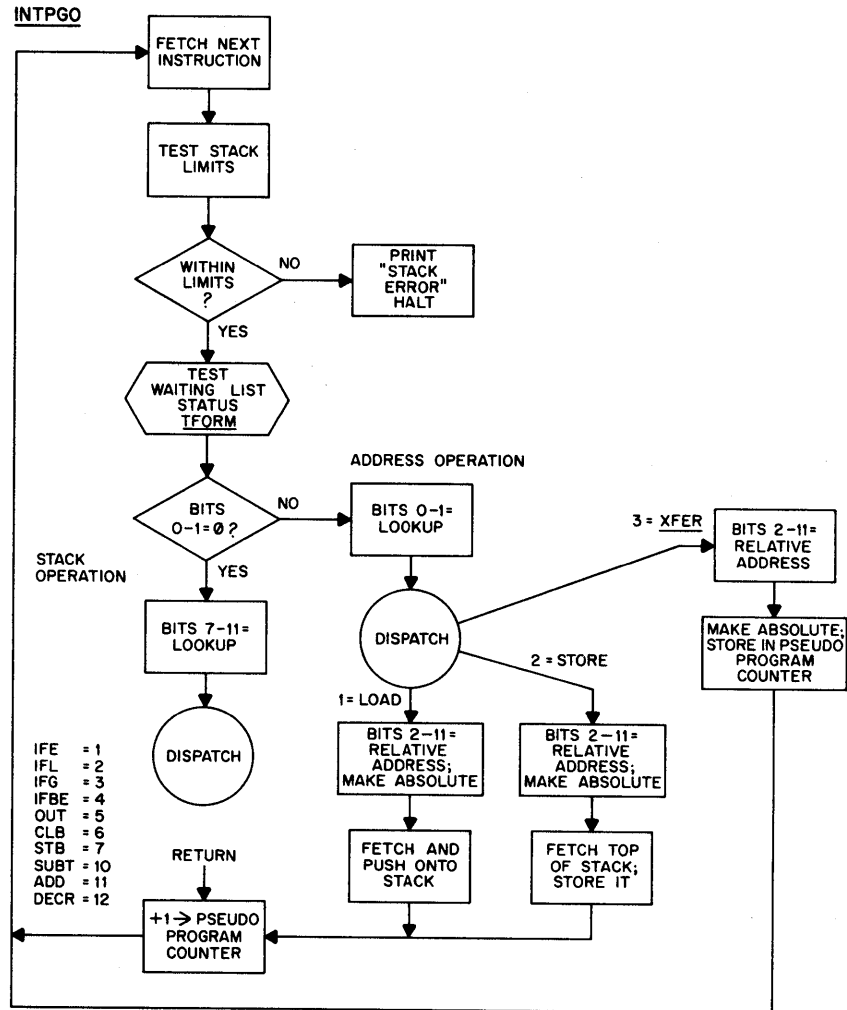 INTPGO
FETCH NEXT
INSTRUCTION
TEST STACK
LIMITS
WITHIN
LIMITS
?
NO
PRINT
"STACK
ERROR"
HALT
YES
TEST
WAITING LIST
STATUS
TFORM
ADDRESS OPERATION
BITS
0-1=0?
NO
BITS 0-1=
LOOKUP
3 = XFER
BITS 2-11=
RELATIVE
ADDRESS
STACK
OPERATION
YES
BITS 7-11=
LOOKUP
DISPATCH
MAKE ABSOLUTE;
STORE IN PSEUDO
PROGRAM
COUNTER
2 = STORE
1 = LOAD
DISPATCH
BITS 2-11=
RELATIVE
ADDRESS;
MAKE ABSOLUTE
BITS 2-11=
RELATIVE
ADDRESS;
MAKE ABSOLUTE
IFE = 1
IFL = 2
IFG = 3
IFBE = 4
OUT = 5
CLB = 6
STB = 7
SUBT = 10
ADD = 11
DECR = 12
RETURN
FETCH AND
PUSH ONTO
STACK
FETCH TOP
OF STACK;
STORE IT
+1 → PSEUDO
PROGRAM
COUNTER